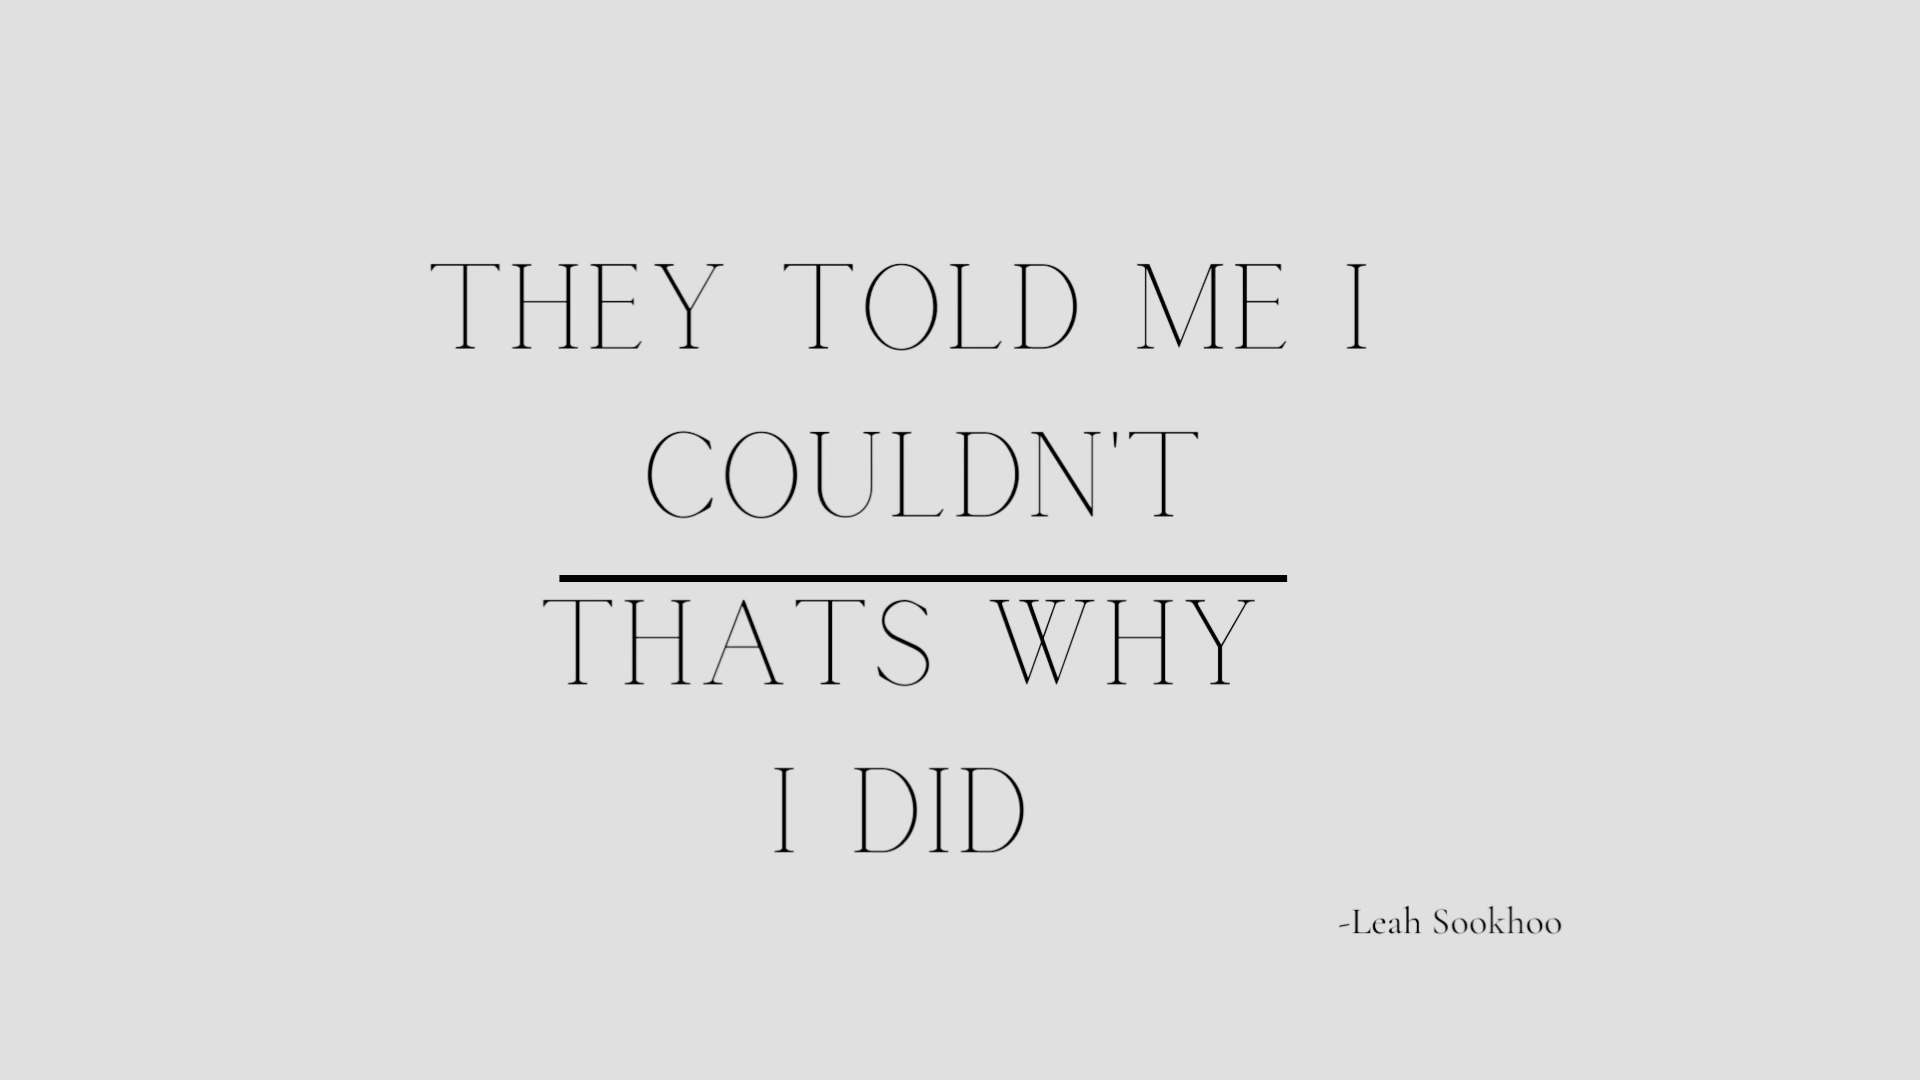 THEY TOLD ME I
COULDN'T
THATS WHY
I DID
-Leah Sookhoo